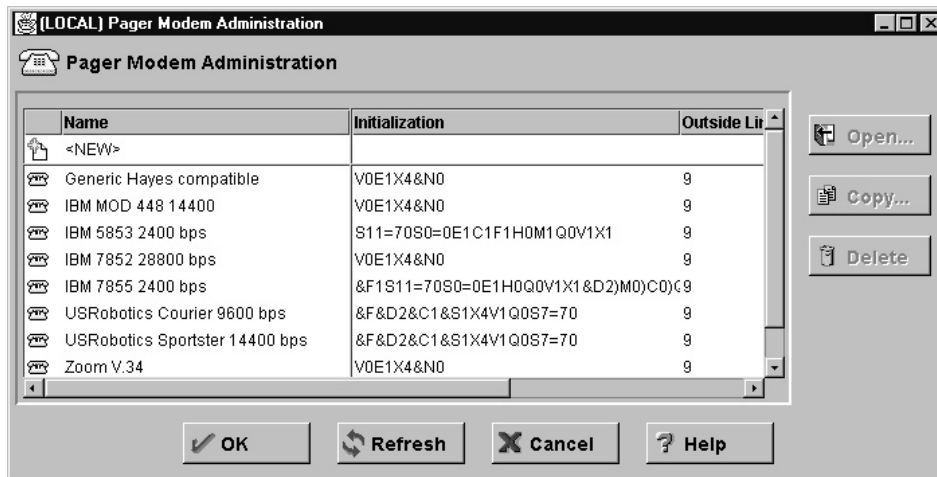 (LOCAL) Pager Modem Administration
Pager Modem Administration
Name Initialization Outside Lin
<NEW>
Generic Hayes compatible V0E1X4&N0 9
IBM MOD 448 14400 V0E1X4&N0 9
IBM 5853 2400 bps S11=70S0=0E1C1F1H0M1Q0V1X1 9
IBM 7852 28800 bps V0E1X4&N0 9
IBM 7855 2400 bps &F1S11=70S0=0E1H0Q0V1X1&D2)M0)C0)( 9
USRobotics Courier 9600 bps &F&D2&C1&S1X4V1Q0S7=70 9
USRobotics Sportster 14400 bps &F&D2&C1&S1X4V1Q0S7=70 9
Zoom V.34 V0E1X4&N0 9
Open...
Copy...
Delete
OK Refresh Cancel Help